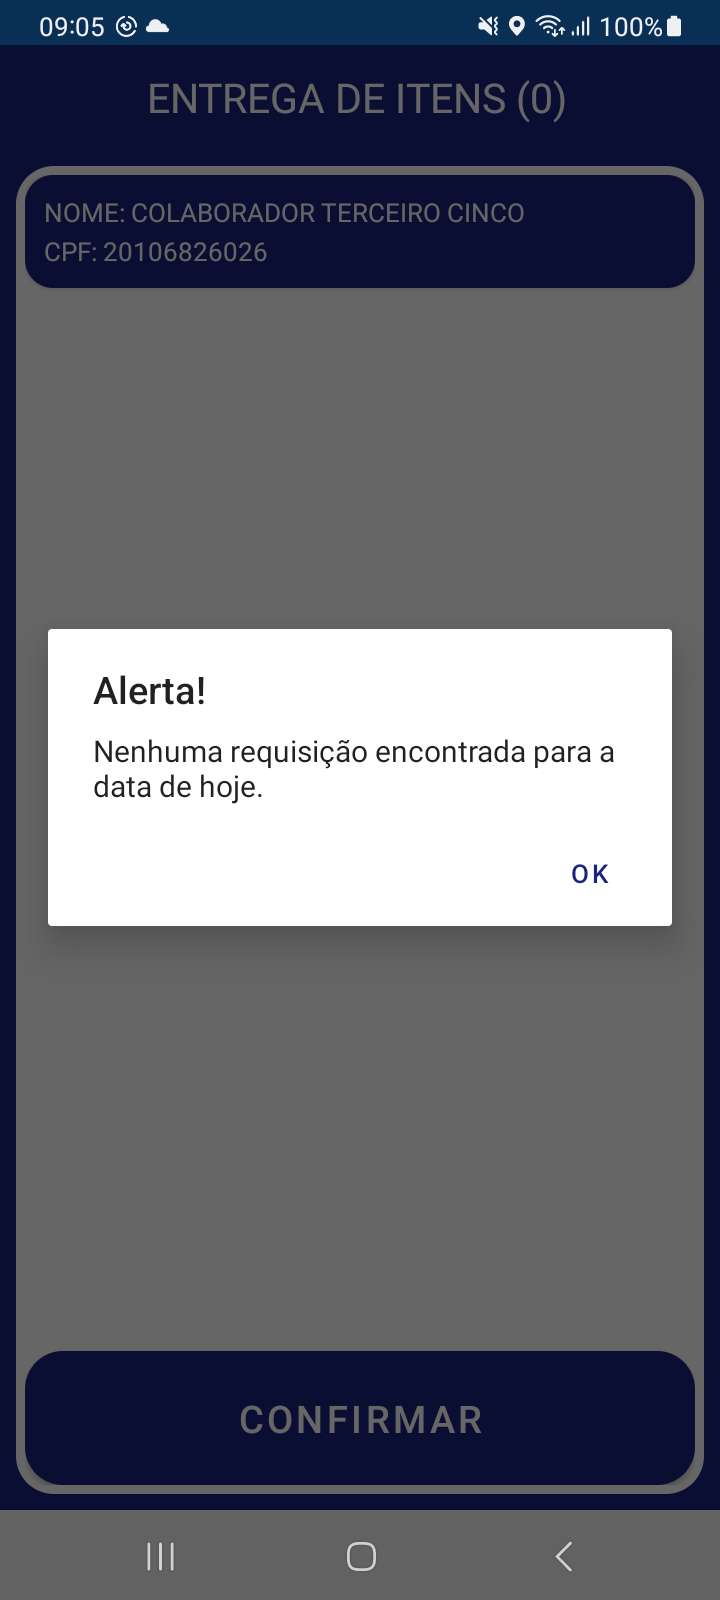 09:05
100%
ENTREGA DE ITENS (0)
NOME: COLABORADOR TERCEIRO CINCO
CPF: 20106826026
Alerta!
Nenhuma requisição encontrada para a
data de hoje.
OK
CONFIRMAR